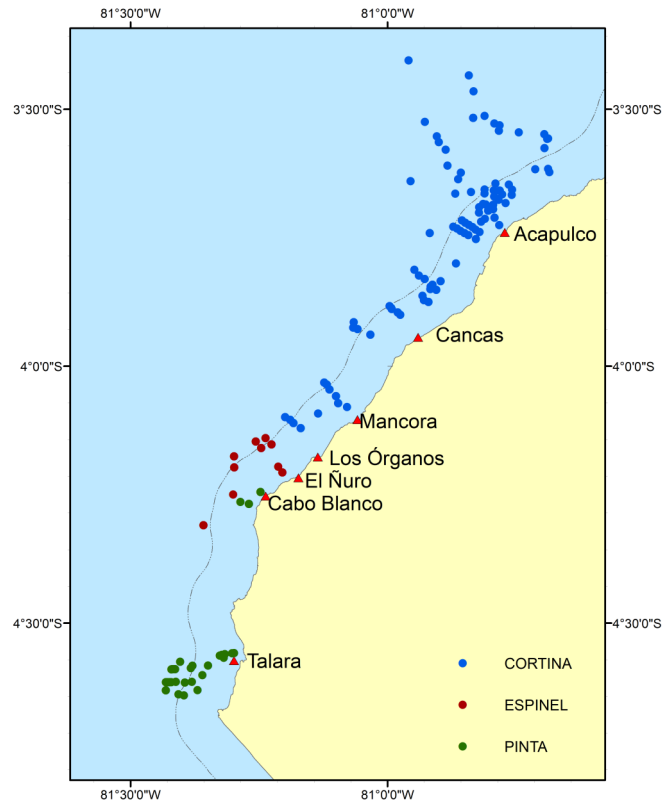 81°30'0"W 81°0'0"W
3°30'0"S 3°30'0"S
Acapulco
Cancas
4°0'0"S 4°0'0"S
Mancora
Los Órganos
El Ñuro
Cabo Blanco
4°30'0"S 4°30'0"S
Talara
CORTINA
ESPINEL
PINTA
81°30'0"W 81°0'0"W